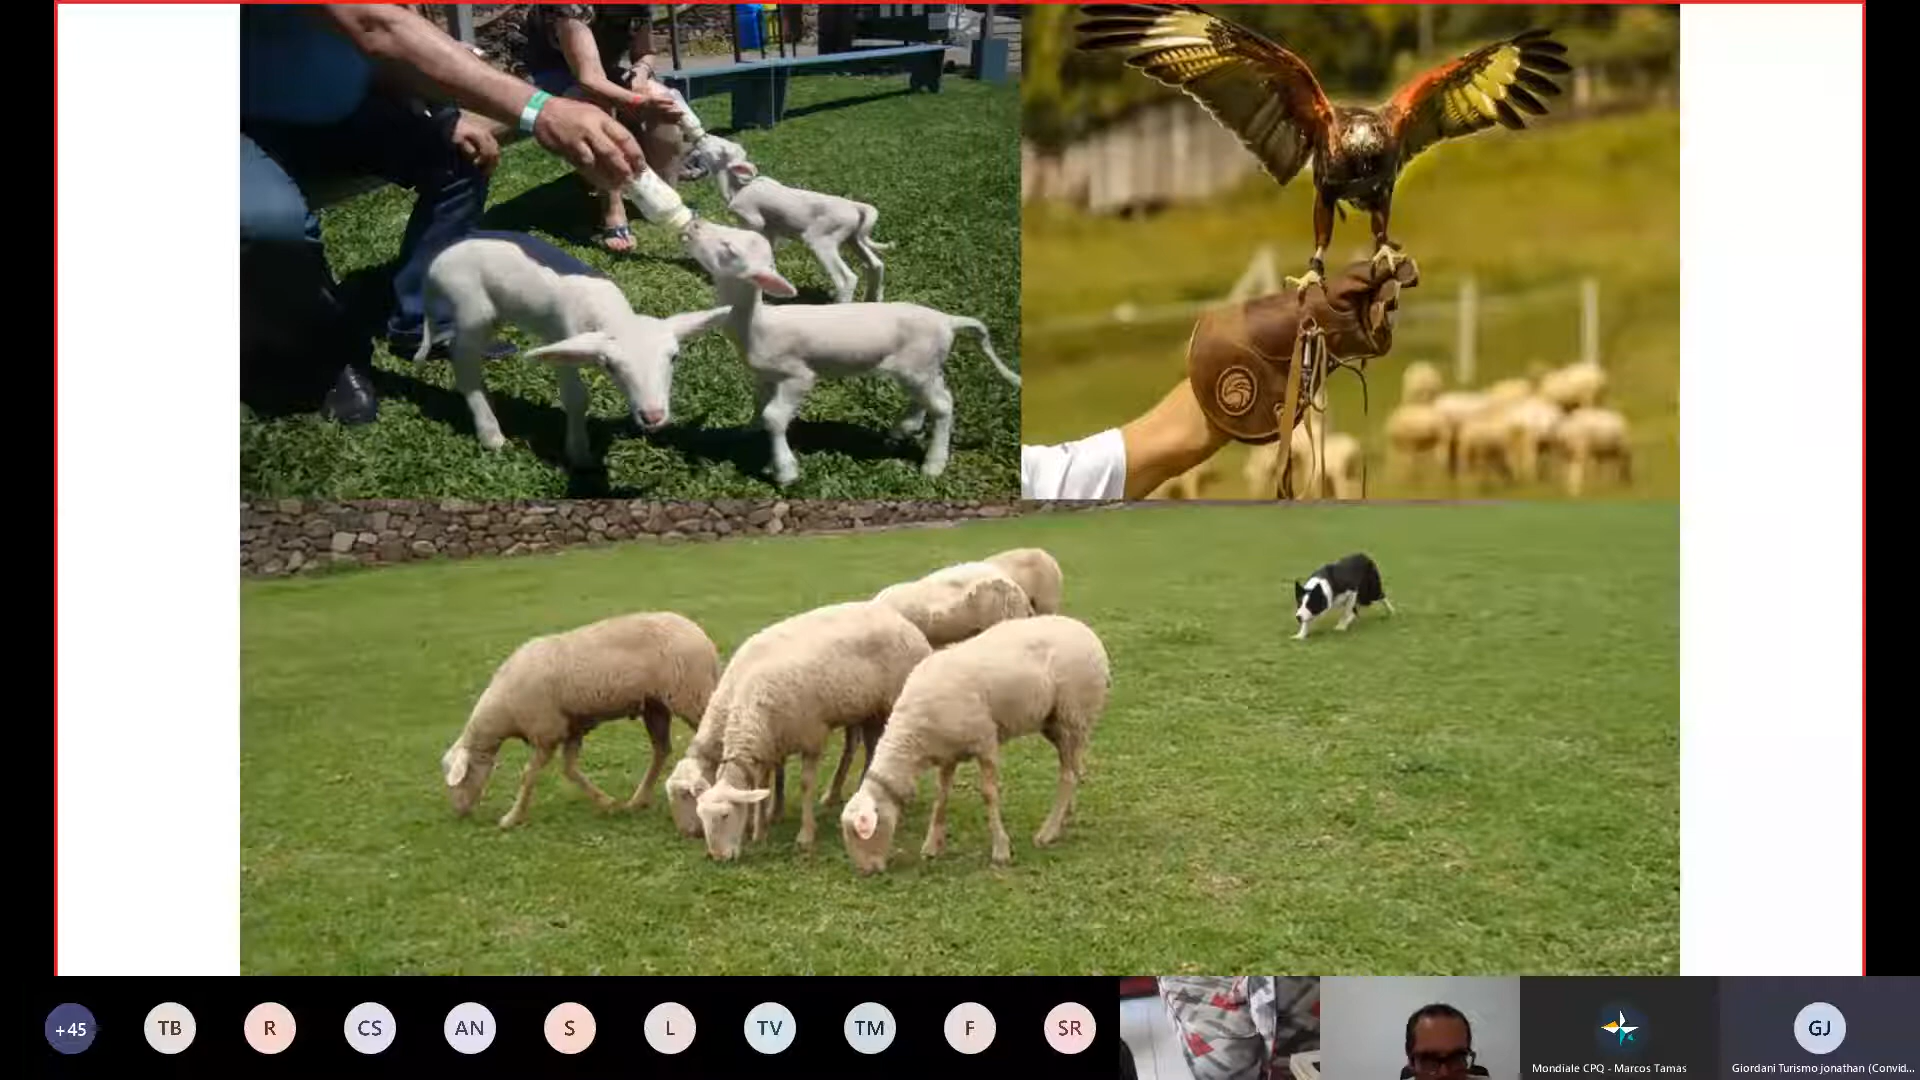 +45
TB
R
CS
AN
S
L
TV
TM
F
SR
GJ
Mondiale CPQ - Marcos Tamas
Giordani Turismo jonathan (Convid...